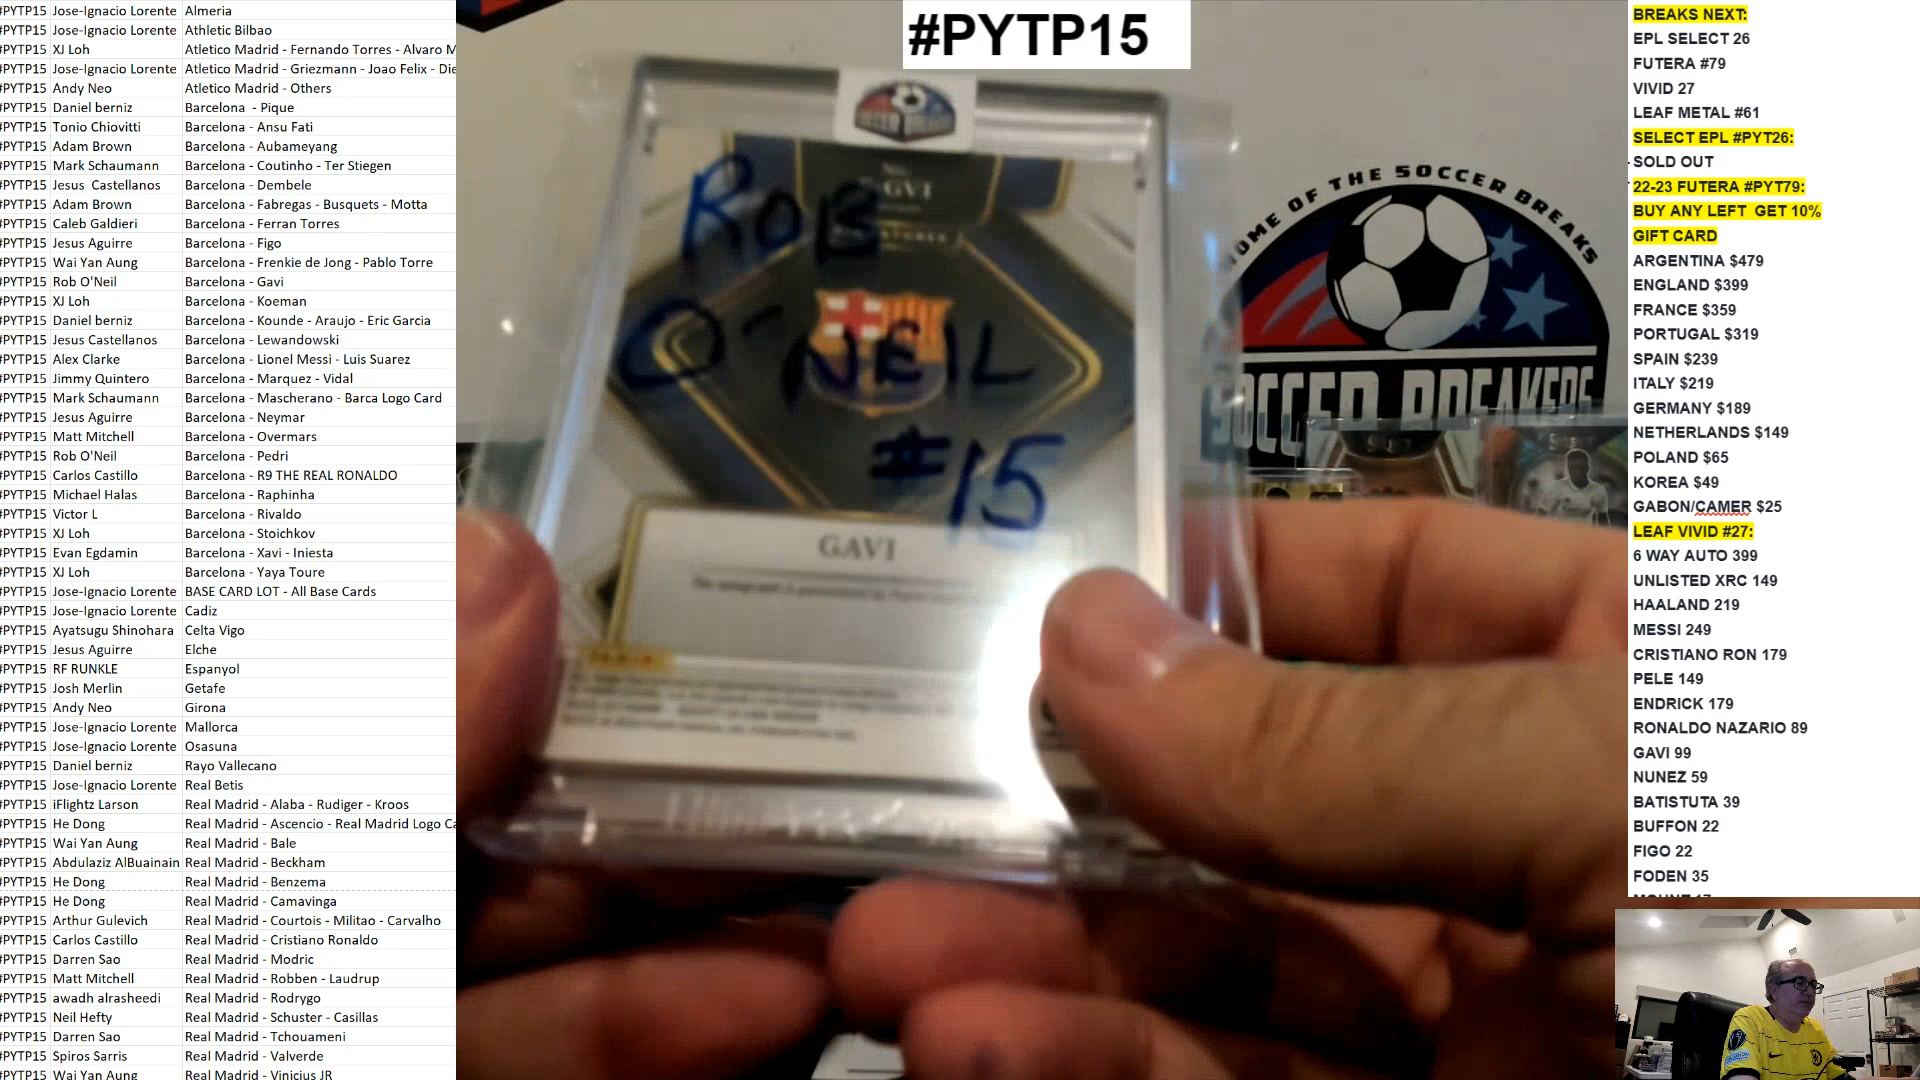 #PYTP15 Jose-Ignacio Lorente Almeria
#PYTP15 Jose-Ignacio Lorente Athletic Bilbao
#PYTP15 XJ Loh Atletico Madrid - Fernando Torres - Alvaro M
#PYTP15 Jose-Ignacio Lorente Atletico Madrid - Griezmann - Joao Felix - Die
#PYTP15 Andy Neo Atletico Madrid - Others
#PYTP15 Daniel berniz Barcelona - Pique
#PYTP15 Tonio Chiovitti Barcelona - Ansu Fati
#PYTP15 Adam Brown Barcelona - Aubameyang
#PYTP15 Mark Schaumann Barcelona - Coutinho - Ter Stiegen
#PYTP15 Jesus Castellanos Barcelona - Dembele
#PYTP15 Adam Brown Barcelona - Fabregas - Busquets - Motta
#PYTP15 Caleb Galdieri Barcelona - Ferran Torres
#PYTP15 Jesus Aguirre Barcelona - Figo
#PYTP15 Wai Yan Aung Barcelona - Frenkie de Jong - Pablo Torre
#PYTP15 Rob O'Neil Barcelona - Gavi
#PYTP15 XJ Loh Barcelona - Koeman
#PYTP15 Daniel berniz Barcelona - Kounde - Araujo - Eric Garcia
#PYTP15 Jesus Castellanos Barcelona - Lewandowski
#PYTP15 Alex Clarke Barcelona - Lionel Messi - Luis Suarez
#PYTP15 Jimmy Quintero Barcelona - Marquez - Vidal
#PYTP15 Mark Schaumann Barcelona - Mascherano - Barca Logo Card
#PYTP15 Jesus Aguirre Barcelona - Neymar
#PYTP15 Matt Mitchell Barcelona - Overmars
#PYTP15 Rob O'Neil Barcelona - Pedri
#PYTP15 Carlos Castillo Barcelona - R9 THE REAL RONALDO
#PYTP15 Michael Halas Barcelona - Raphinha
#PYTP15 Victor L Barcelona - Rivaldo
#PYTP15 XJ Loh Barcelona - Stoichkov
#PYTP15 Evan Egdamin Barcelona - Xavi - Iniesta
#PYTP15 XJ Loh Barcelona - Yaya Toure
#PYTP15 Jose-Ignacio Lorente BASE CARD LOT - All Base Cards
#PYTP15 Jose-Ignacio Lorente Cadiz
#PYTP15 Ayatsugu Shinohara Celta Vigo
#PYTP15 Jesus Aguirre Elche
#PYTP15 RF RUNKLE Espanyol
#PYTP15 Josh Merlin Getafe
#PYTP15 Andy Neo Girona
#PYTP15 Jose-Ignacio Lorente Mallorca
#PYTP15 Jose-Ignacio Lorente Osasuna
#PYTP15 Daniel berniz Rayo Vallecano
#PYTP15 Jose-Ignacio Lorente Real Betis
#PYTP15 iFlightz Larson Real Madrid - Alaba - Rudiger - Kroos
#PYTP15 He Dong Real Madrid - Ascencio - Real Madrid Logo Ca
#PYTP15 Wai Yan Aung Real Madrid - Bale
#PYTP15 Abdulaziz AlBuainain Real Madrid - Beckham
#PYTP15 He Dong Real Madrid - Benzema
#PYTP15 He Dong Real Madrid - Camavinga
#PYTP15 Arthur Gulevich Real Madrid - Courtois - Militao - Carvalho
#PYTP15 Carlos Castillo Real Madrid - Cristiano Ronaldo
#PYTP15 Darren Sao Real Madrid - Modric
#PYTP15 Matt Mitchell Real Madrid - Robben - Laudrup
#PYTP15 awadh alrasheedi Real Madrid - Rodrygo
#PYTP15 Neil Hefty Real Madrid - Schuster - Casillas
#PYTP15 Darren Sao Real Madrid - Tchouameni
#PYTP15 Spiros Sarris Real Madrid - Valverde
#PYTP15 Wai Yan Aung Real Madrid - Vinicius JR
#PYTP15
ROB
O'NEIL
#15
GAVI
HOME OF THE SOCCER BREAKS
SOCCER BREAKERS
BREAKS NEXT:
EPL SELECT 26
FUTERA #79
VIVID 27
LEAF METAL #61
SELECT EPL #PYT26:
SOLD OUT
22-23 FUTERA #PYT79:
BUY ANY LEFT GET 10%
GIFT CARD
ARGENTINA $479
ENGLAND $399
FRANCE $359
PORTUGAL $319
SPAIN $239
ITALY $219
GERMANY $189
NETHERLANDS $149
POLAND $65
KOREA $49
GABON/CAMER $25
LEAF VIVID #27:
6 WAY AUTO 399
UNLISTED XRC 149
HAALAND 219
MESSI 249
CRISTIANO RON 179
PELE 149
ENDRICK 179
RONALDO NAZARIO 89
GAVI 99
NUNEZ 59
BATISTUTA 39
BUFFON 22
FIGO 22
FODEN 35